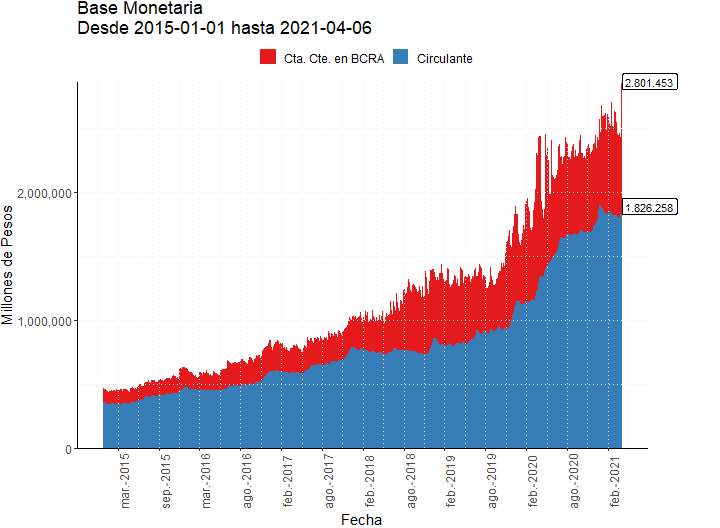 Base Monetaria
Desde 2015-01-01 hasta 2021-04-06
Cta. Cte. en BCRA
Circulante
2.801.453
1.826.258
2,000,000
1,000,000
0
Millones de Pesos
mar.-2015
sep.-2015
mar.-2016
ago.-2016
feb.-2017
ago.-2017
feb.-2018
ago.-2018
feb.-2019
ago.-2019
feb.-2020
ago.-2020
feb.-2021
Fecha